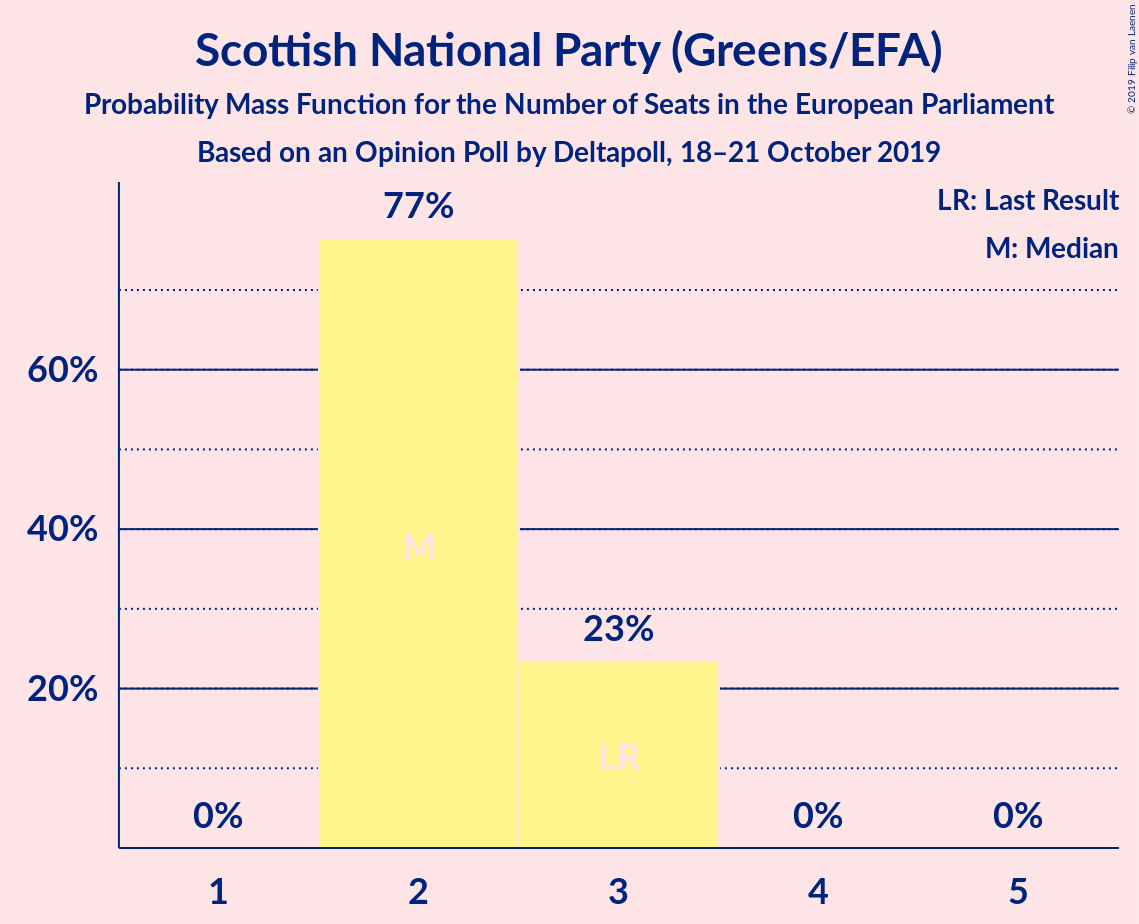 Scottish National Party (Greens/EFA)
Probability Mass Function for the Number of Seats in the European Parliament
Based on an Opinion Poll by Deltapoll, 18–21 October 2019
© 2019 Filip van Laenen
LR: Last Result
M: Median
77%
60%
40%
M
23%
20%
LR
0%
0%
0%
1
2
3
4
5